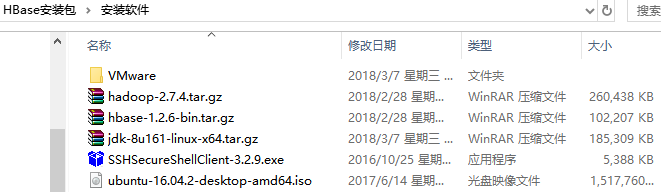 HBase安装包 > 安装软件 搜索
名称 修改日期 类型 大小
VMware 2018/3/7 星期三 ... 文件夹
hadoop-2.7.4.tar.gz 2018/2/28 星期... WinRAR 压缩文件 260,438 KB
hbase-1.2.6-bin.tar.gz 2018/2/28 星期... WinRAR 压缩文件 102,207 KB
jdk-8u161-linux-x64.tar.gz 2018/3/7 星期三 ... WinRAR 压缩文件 185,309 KB
SSHSecureShellClient-3.2.9.exe 2016/10/25 星期... 应用程序 5,388 KB
ubuntu-16.04.2-desktop-amd64.iso 2017/6/14 星期... 光盘映像文件 1,517,760...